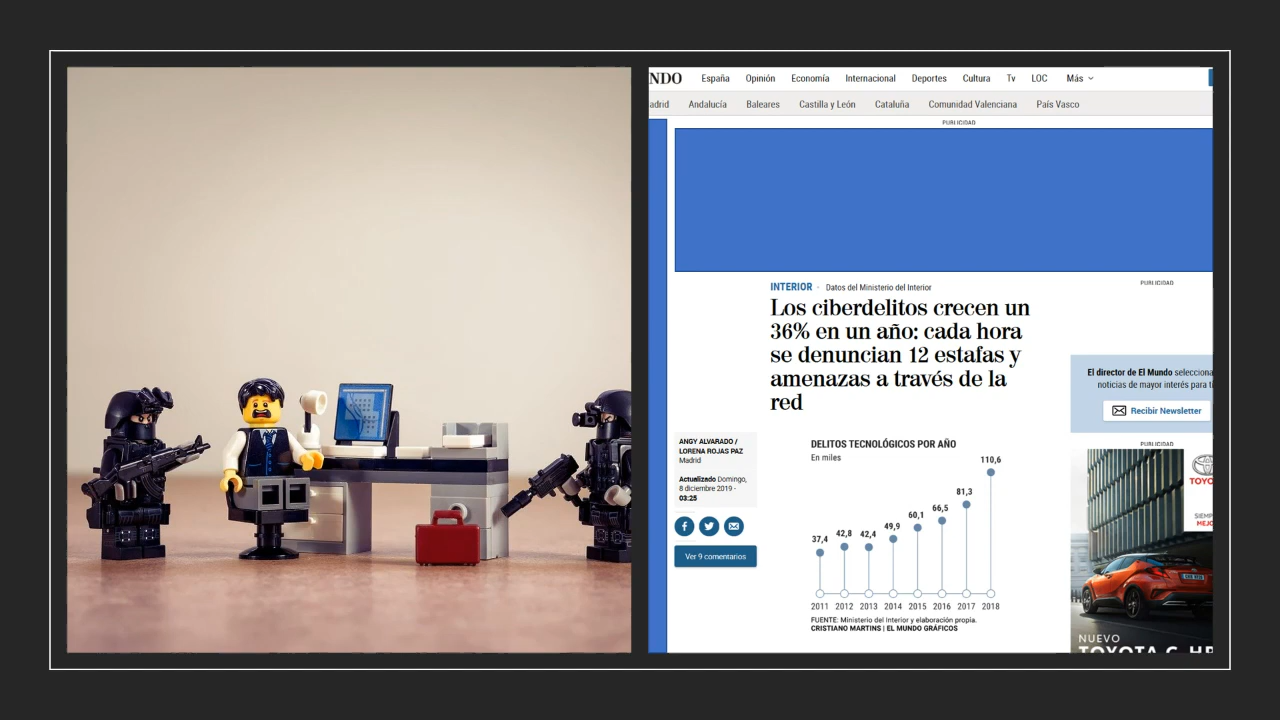 NDO España Opinión Economía Internacional Deportes Cultura Tv LOC Más
adrid Andalucía Baleares Castilla y León Cataluña Comunidad Valenciana País Vasco
PUBLICIDAD
INTERIOR - Datos del Ministerio del Interior
Los ciberdelitos crecen un
36% en un año: cada hora
se denuncian 12 estafas y
amenazas a través de la
red
PUBLICIDAD
El director de El Mundo selecciona
noticias de mayor interés para ti
Recibir Newsletter
ANGY ALVARADO /
LORENA ROJAS PAZ
Madrid
Actualizado Domingo,
8 diciembre 2019 -
03:25
Ver 9 comentarios
DELITOS TECNOLÓGICOS POR AÑO
En miles
37,4 42,8 42,4 49,9 60,1 66,5 81,3 110,6
2011 2012 2013 2014 2015 2016 2017 2018
FUENTE: Ministerio del Interior y elaboración propia.
CRISTIANO MARTINS | EL MUNDO GRÁFICOS
PUBLICIDAD
TOYO
SIEMP
MEJO
NUEVO
TOYOTA C-HR